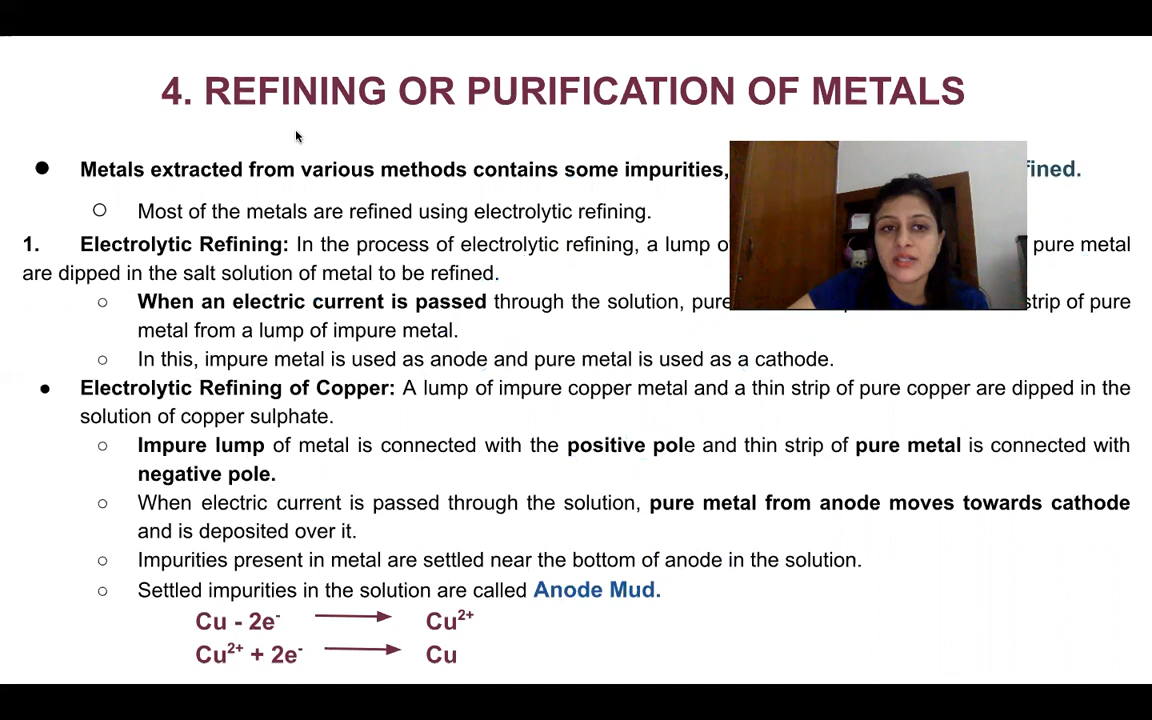 4. REFINING OR PURIFICATION OF METALS
● Metals extracted from various methods contains some impurities, fined.
○ Most of the metals are refined using electrolytic refining.
1. Electrolytic Refining: In the process of electrolytic refining, a lump o pure metal
are dipped in the salt solution of metal to be refined.
○ When an electric current is passed through the solution, pure strip of pure
metal from a lump of impure metal.
○ In this, impure metal is used as anode and pure metal is used as a cathode.
● Electrolytic Refining of Copper: A lump of impure copper metal and a thin strip of pure copper are dipped in the
solution of copper sulphate.
○ Impure lump of metal is connected with the positive pole and thin strip of pure metal is connected with
negative pole.
○ When electric current is passed through the solution, pure metal from anode moves towards cathode
and is deposited over it.
○ Impurities present in metal are settled near the bottom of anode in the solution.
○ Settled impurities in the solution are called Anode Mud.
Cu - 2e⁻ → Cu²⁺
Cu²⁺ + 2e⁻ → Cu